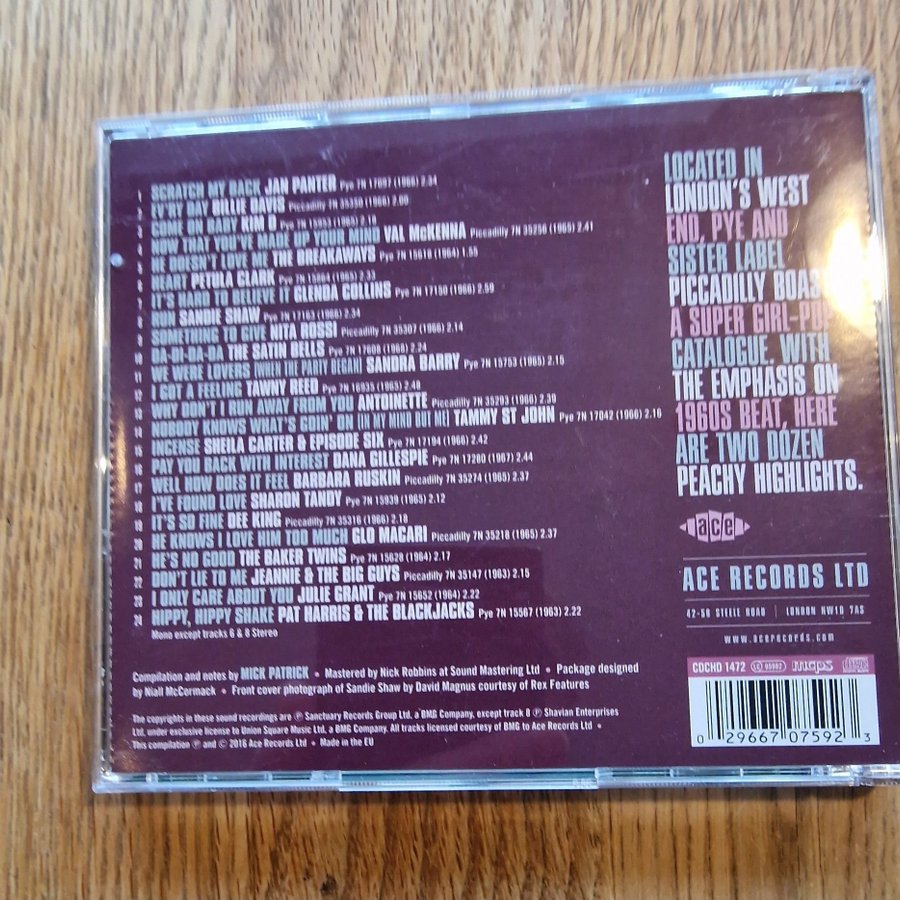 1 SCRATCH MY BACK JAN PANTER Pye 7N 17097 (1966) 2.34
2 EV'RY DAY BILLIE DAVIS Piccadilly 7N 35350 (1966) 2.09
3 COME ON BABY KIM D Pye 7N 15953 (1965) 2.16
4 NOW THAT YOU'VE MADE UP YOUR MIND VAL McKENNA Piccadilly 7N 35256 (1965) 2.41
5 HE DOESN'T LOVE ME THE BREAKAWAYS Pye 7N 15618 (1964) 1.59
6 HEART PETULA CLARK 2.33
7 IT'S HARD TO BELIEVE IT GLENDA COLLINS Pye 7N 17150 (1966) 2.59
8 RUN SANDIE SHAW Pye 7N 17163 (1966) 2.34
9 SOMETHING TO GIVE NITA ROSSI Piccadilly 7N 35307 (1966) 2.14
10 DA-DI-DA-DA THE SATIN BELLS Pye 7N 17608 (1968) 2.24
11 WE WERE LOVERS (WHEN THE PARTY BEGAN) SANDRA BARRY Pye 7N 15753 (1965) 2.15
12 I GOT A FEELING TAWNY REED Pye 7N 16935 (1965) 2.48
13 WHY DON'T I RUN AWAY FROM YOU ANTOINETTE Piccadilly 7N 35293 (1966) 2.39
14 NOBODY KNOWS WHAT'S GOIN' ON (IN MY MIND BUT ME) TAMMY ST JOHN Pye 7N 17042 (1966) 2.16
15 INCENSE SHEILA CARTER & EPISODE SIX Pye 7N 17194 (1966) 2.42
16 PAY YOU BACK WITH INTEREST DANA GILLESPIE Pye 7N 17280 (1967) 2.44
17 WELL HOW DOES IT FEEL BARBARA RUSKIN Piccadilly 7N 35274 (1965) 2.37
18 I'VE FOUND LOVE SHARON TANDY Pye 7N 15939 (1965) 2.12
19 IT'S SO FINE DEE KING Piccadilly 7N 35316 (1966) 2.18
20 HE KNOWS I LOVE HIM TOO MUCH GLO MACARI Piccadilly 7N 35218 (1965) 2.37
21 HE'S NO GOOD THE BAKER TWINS Pye 7N 15628 (1964) 2.17
22 DON'T LIE TO ME JEANNIE & THE BIG GUYS Piccadilly 7N 35147 (1963) 2.15
23 I ONLY CARE ABOUT YOU JULIE GRANT Pye 7N 15652 (1964) 2.22
24 HIPPY, HIPPY SHAKE PAT HARRIS & THE BLACKJACKS Pye 7N 15567 (1963) 2.22
Mono except tracks 6 & 8 Stereo
Compilation and notes by MICK PATRICK • Mastered by Nick Robbins at Sound Mastering Ltd • Package designed
by Niall McCormack • Front cover photograph of Sandie Shaw by David Magnus courtesy of Rex Features
The copyrights in these sound recordings are ℗ Sanctuary Records Group Ltd, a BMG Company, except track 8 ℗ Shavian Enterprises
Ltd, under exclusive license to Union Square Music Ltd, a BMG Company. All tracks licensed courtesy of BMG to Ace Records Ltd •
This compilation ℗ and © 2016 Ace Records Ltd • Made in the EU
LOCATED IN
LONDON'S WEST
END, PYE AND
SISTER LABEL
PICCADILLY BOAS
A SUPER GIRL-PO
CATALOGUE. WITH
THE EMPHASIS ON
1960S BEAT, HERE
ARE TWO DOZEN
PEACHY HIGHLIGHTS.
ace
ACE RECORDS LTD
42-50 STEELE ROAD | LONDON NW10 7AS
www.acerecords.com
CDCHD 1472 LC 05982 mcps
0 29667 07592 3